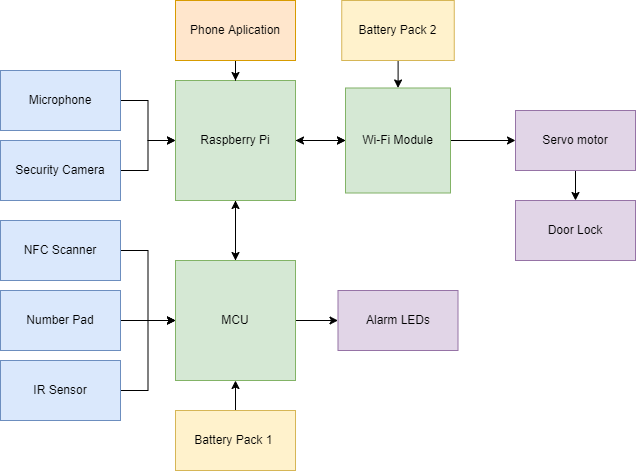 Phone Aplication
Battery Pack 2
Microphone
Raspberry Pi
Wi-Fi Module
Servo motor
Security Camera
NFC Scanner
Door Lock
Number Pad
MCU
Alarm LEDs
IR Sensor
Battery Pack 1